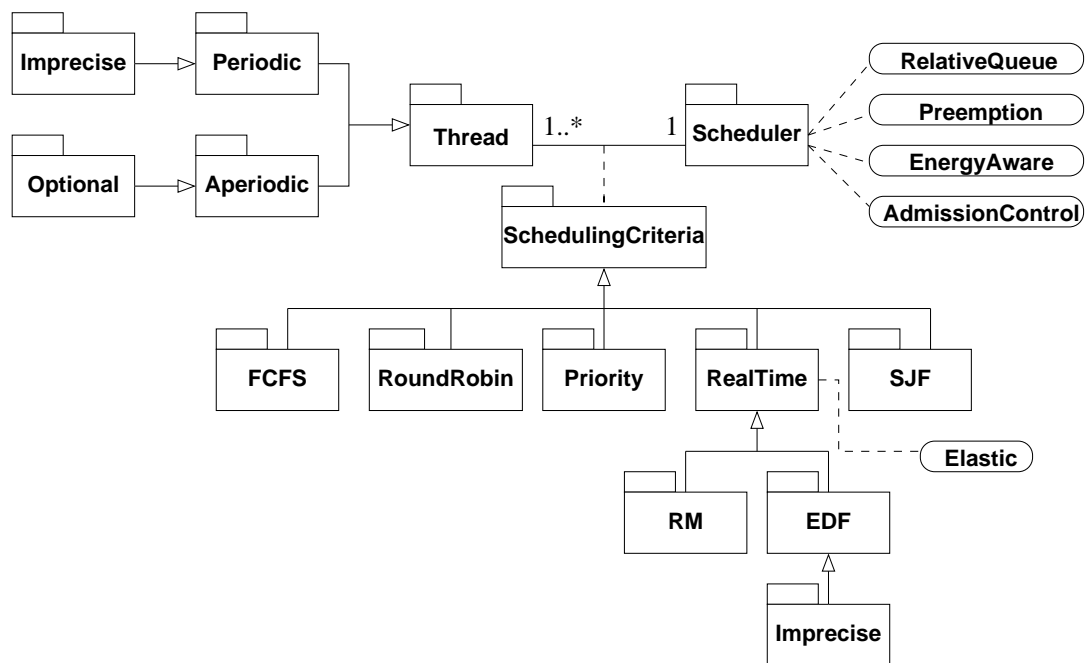 Imprecise
Periodic
RelativeQueue
Thread
1..*
1
Scheduler
Preemption
EnergyAware
Optional
Aperiodic
AdmissionControl
SchedulingCriteria
FCFS
RoundRobin
Priority
RealTime
SJF
Elastic
RM
EDF
Imprecise